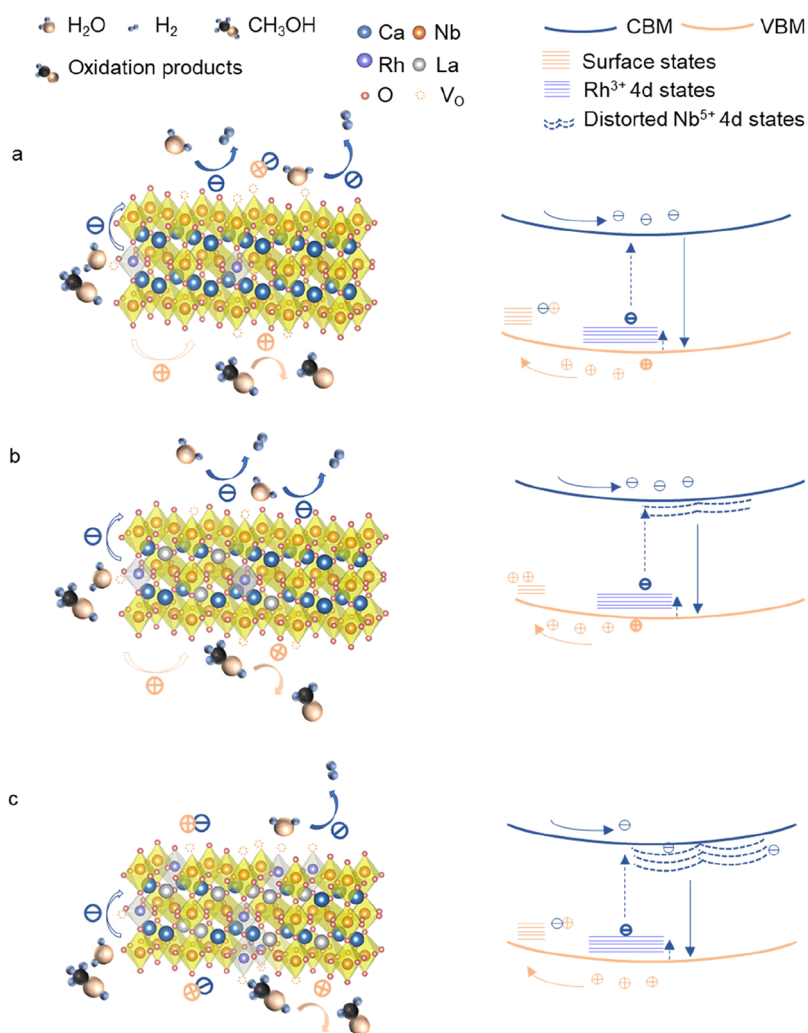 H₂O H₂ CH₃OH
Oxidation products
Ca Nb
Rh La
O Vo
CBM VBM
Surface states
Rh³⁺ 4d states
Distorted Nb⁵⁺ 4d states
a
b
c